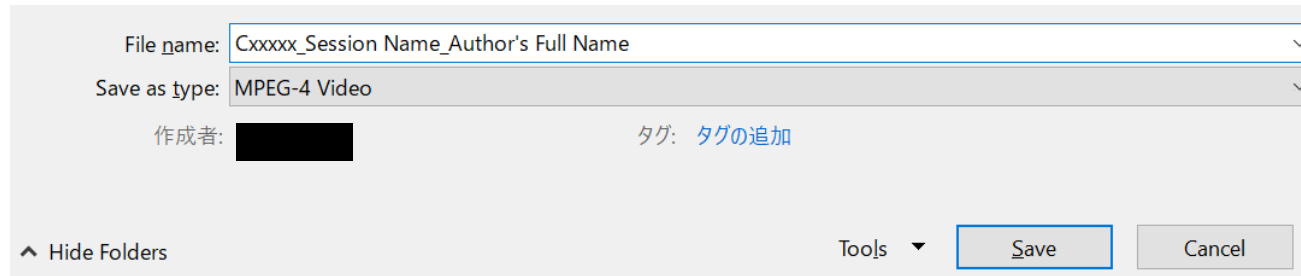 File name: Cxxxxx_Session Name_Author's Full Name
Save as type: MPEG-4 Video
作成者: タグ: タグの追加
Hide Folders Tools Save Cancel